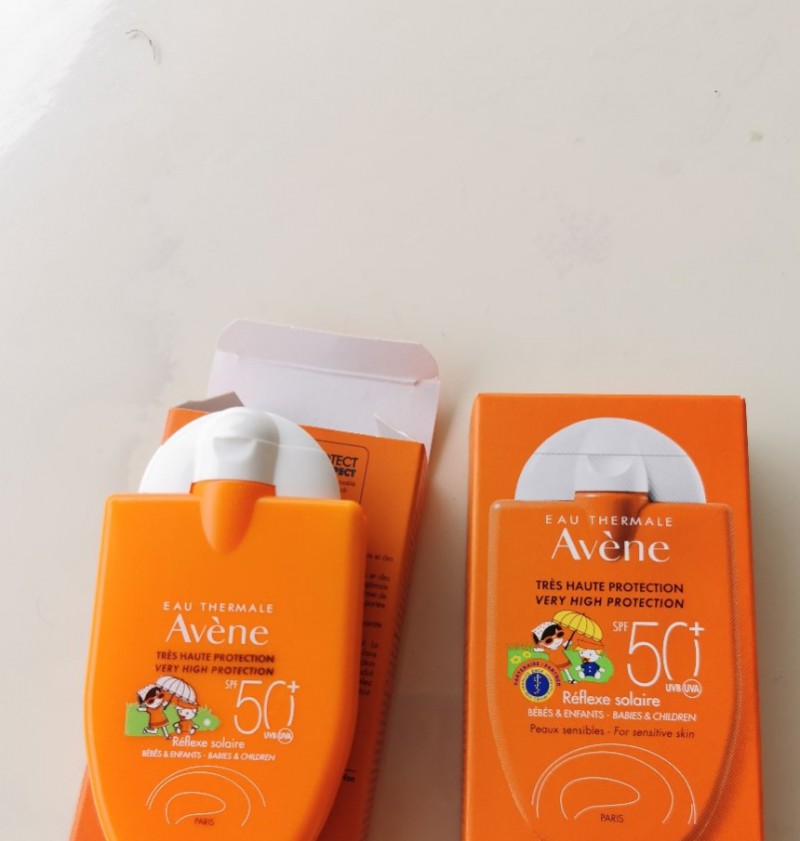 EAU THERMALE
Avène
TRÈS HAUTE PROTECTION
VERY HIGH PROTECTION
SPF 50+
UVB UVA
Réflexe solaire
BÉBÉS & ENFANTS - BABIES & CHILDREN
PARIS
EAU THERMALE
Avène
TRÈS HAUTE PROTECTION
VERY HIGH PROTECTION
SPF 50+
UVB UVA
Réflexe solaire
BÉBÉS & ENFANTS - BABIES & CHILDREN
Peaux sensibles - For sensitive skin
PARIS